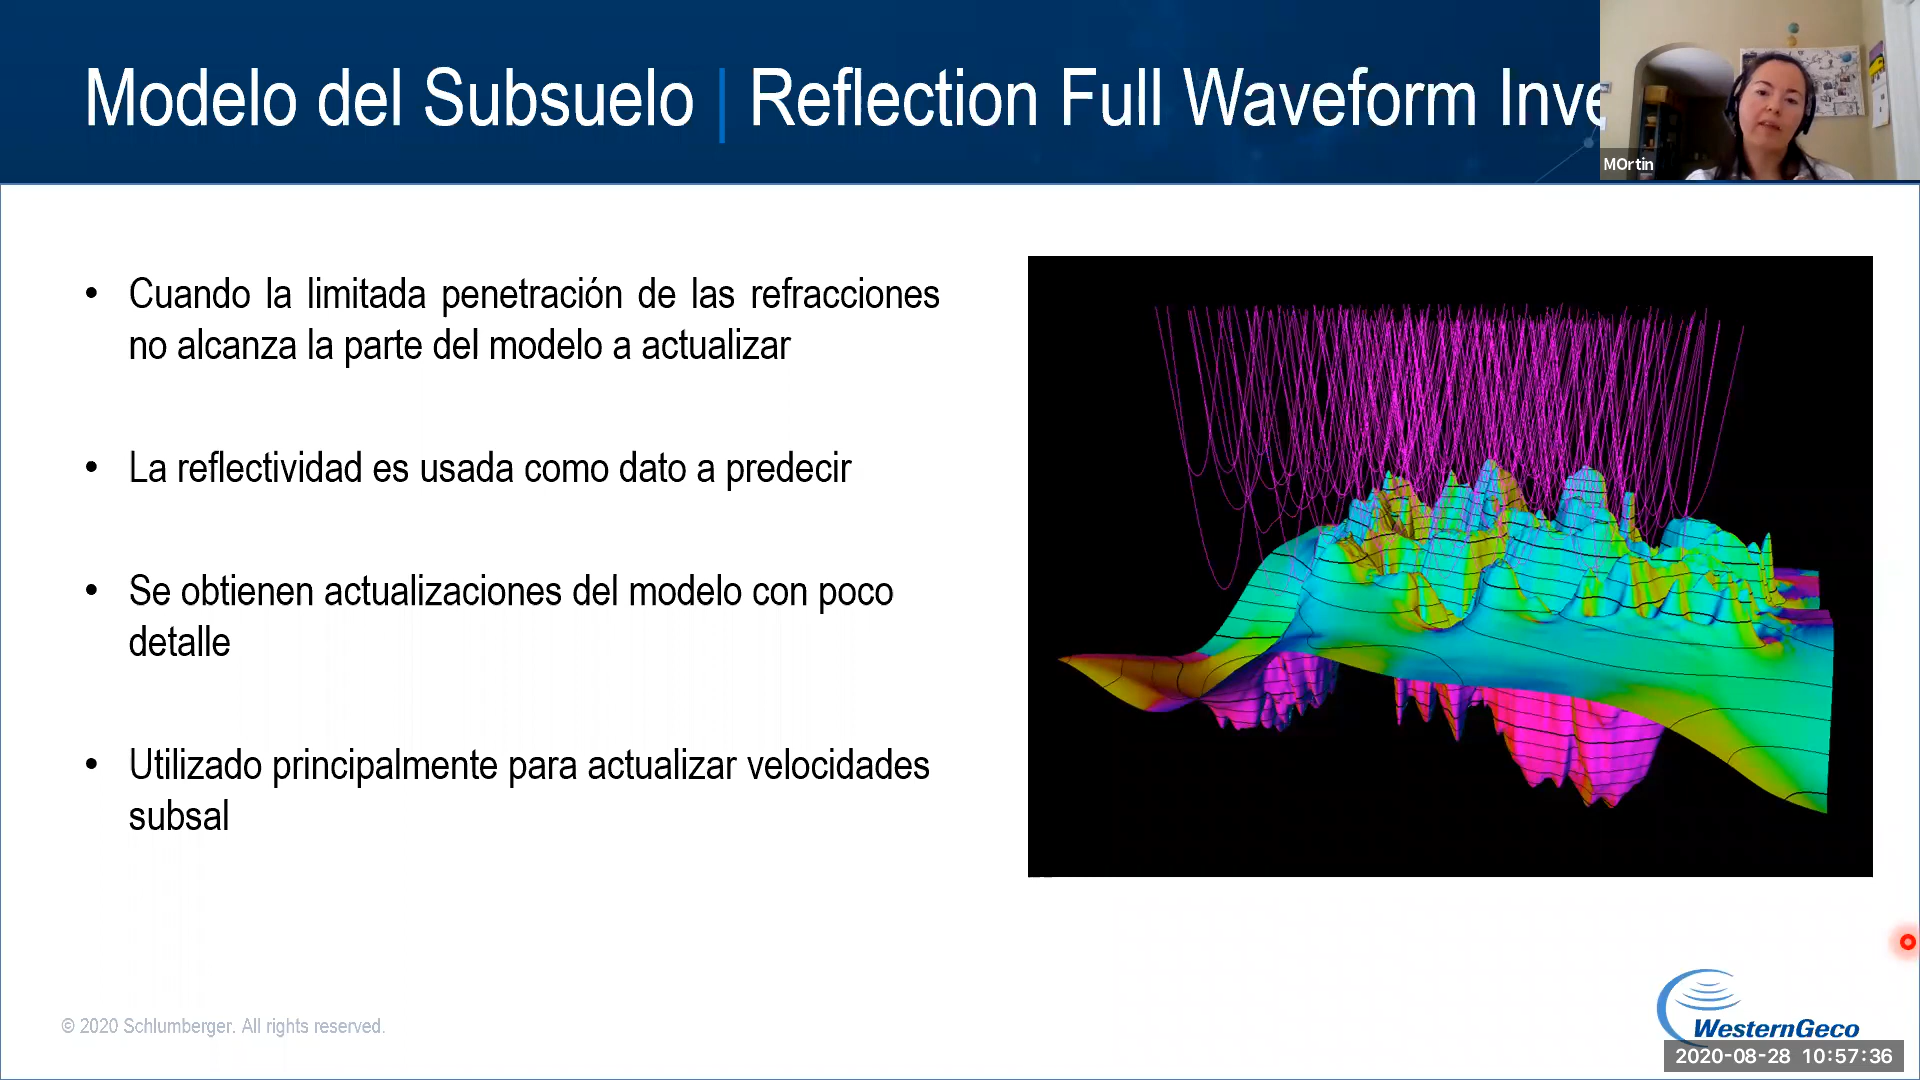 Modelo del Subsuelo | Reflection Full Waveform Inve
MOrtin
• Cuando la limitada penetración de las refracciones
no alcanza la parte del modelo a actualizar
• La reflectividad es usada como dato a predecir
• Se obtienen actualizaciones del modelo con poco
detalle
• Utilizado principalmente para actualizar velocidades
subsal
© 2020 Schlumberger. All rights reserved.
WesternGeco
2020-08-28 10:57:36